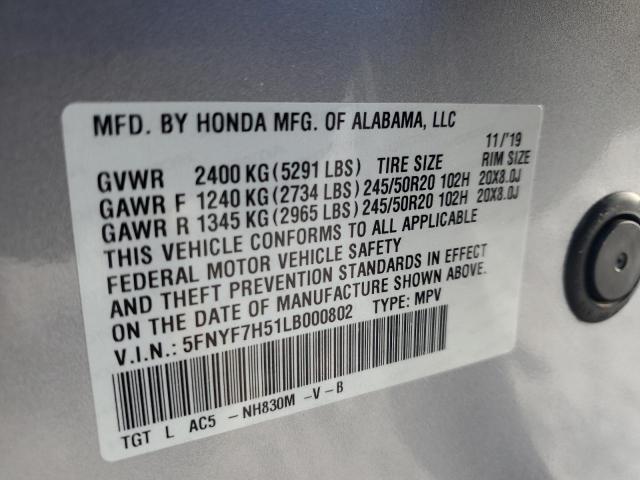 MFD. BY HONDA MFG. OF ALABAMA, LLC
11/'19
GVWR 2400 KG(5291 LBS) TIRE SIZE RIM SIZE
GAWR F 1240 KG(2734 LBS)245/50R20 102H 20X8.0J
GAWR R 1345 KG(2965 LBS)245/50R20 102H 20X8.0J
THIS VEHICLE CONFORMS TO ALL APPLICABLE
FEDERAL MOTOR VEHICLE SAFETY
AND THEFT PREVENTION STANDARDS IN EFFECT
ON THE DATE OF MANUFACTURE SHOWN ABOVE.
V.I.N.: 5FNYF7H51LB000802 TYPE: MPV
TGT L AC5 -NH830M -V-B